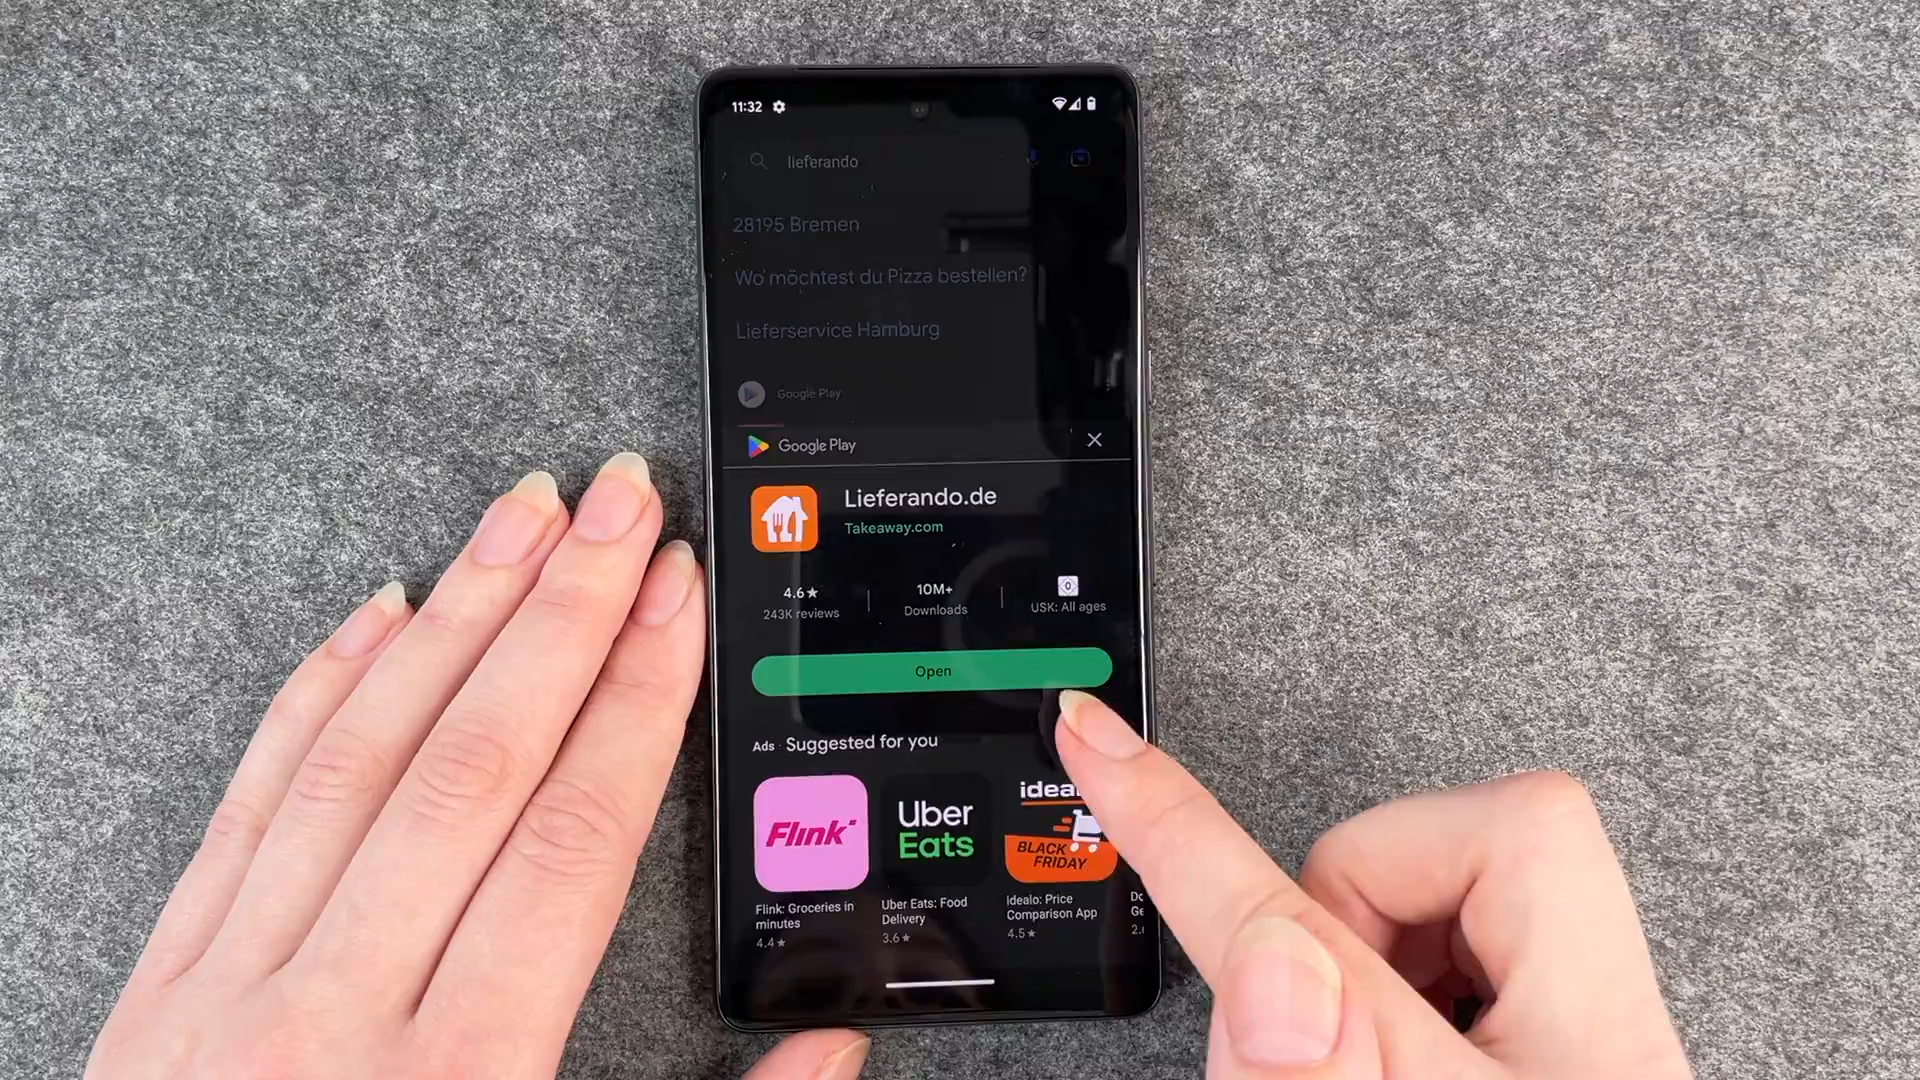 11:32
lieferando
28195 Bremen
Wo möchtest du Pizza bestellen?
Lieferservice Hamburg
Google Play
Google Play
Lieferando.de
Takeaway.com
4.6★
243K reviews
10M+
Downloads
0
USK: All ages
Open
Ads · Suggested for you
Flink
Uber
Eats
idea
BLACK
FRIDAY
Flink: Groceries in
minutes
4.4★
Uber Eats: Food
Delivery
3.6★
idealo: Price
Comparison App
4.5★